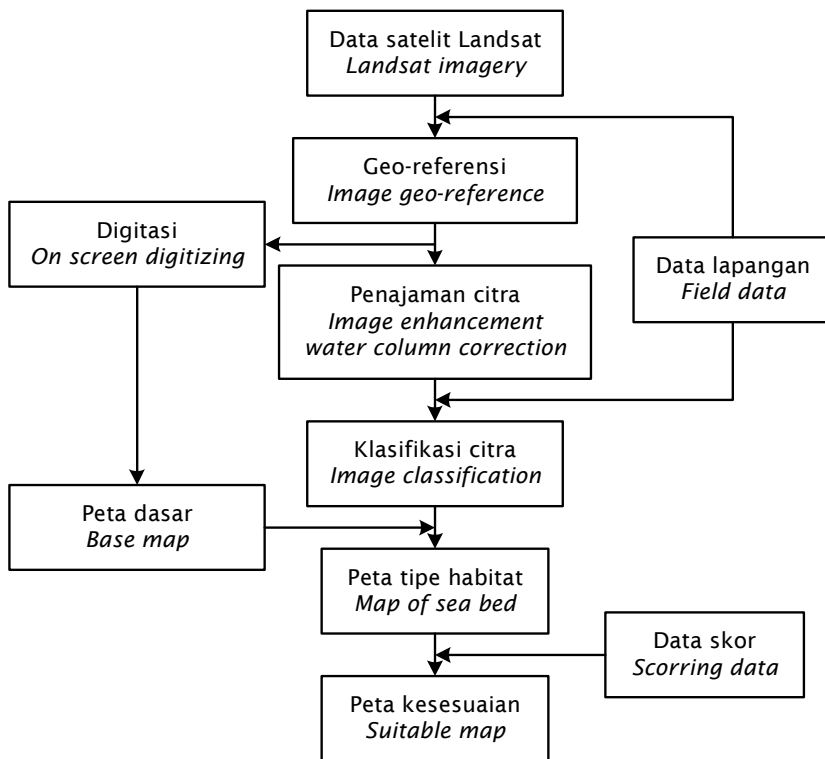 Data satelit Landsat
Landsat imagery
Geo-referensi
Image geo-reference
Digitasi
On screen digitizing
Data lapangan
Field data
Penajaman citra
Image enhancement
water column correction
Klasifikasi citra
Image classification
Peta dasar
Base map
Peta tipe habitat
Map of sea bed
Data skor
Scorring data
Peta kesesuaian
Suitable map